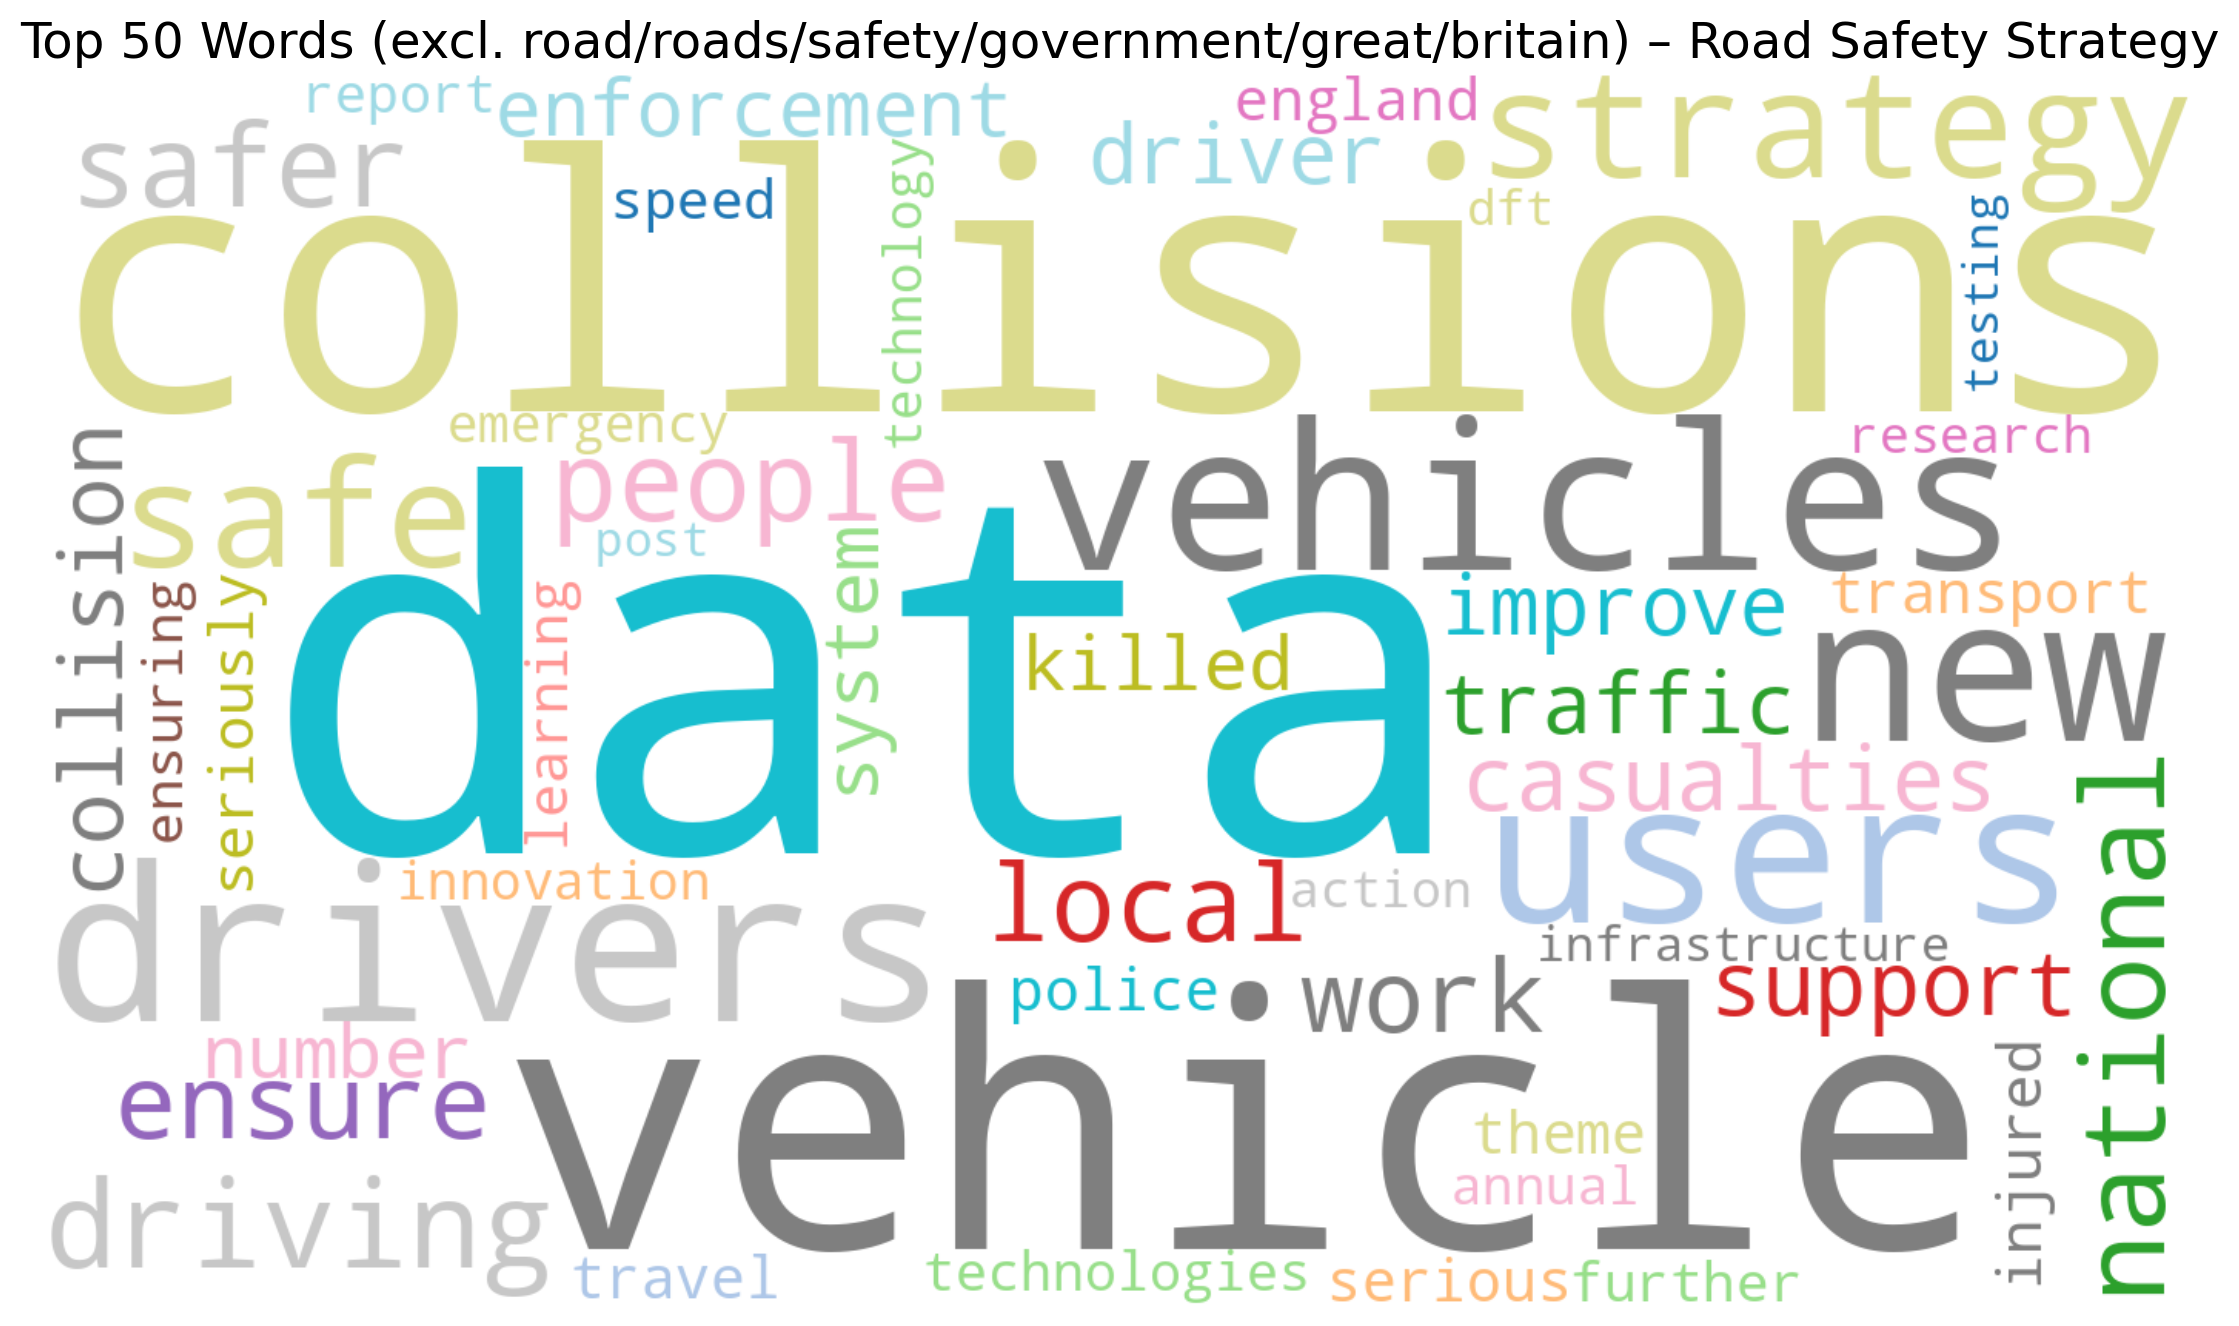 Top 50 Words (excl. road/roads/safety/government/great/britain) – Road Safety Strategy
report
enforcement
england
strategy
safer
driver
speed
technology
dft
testing
collisions
emergency
research
collision
safe
people
vehicles
post
system
data
ensuring
seriously
learning
killed
improve
transport
new
traffic
casualties
national
users
innovation
drivers
local
action
infrastructure
police
work
support
number
ensure
vehicle
theme
annual
injured
driving
travel
technologies
serious
further